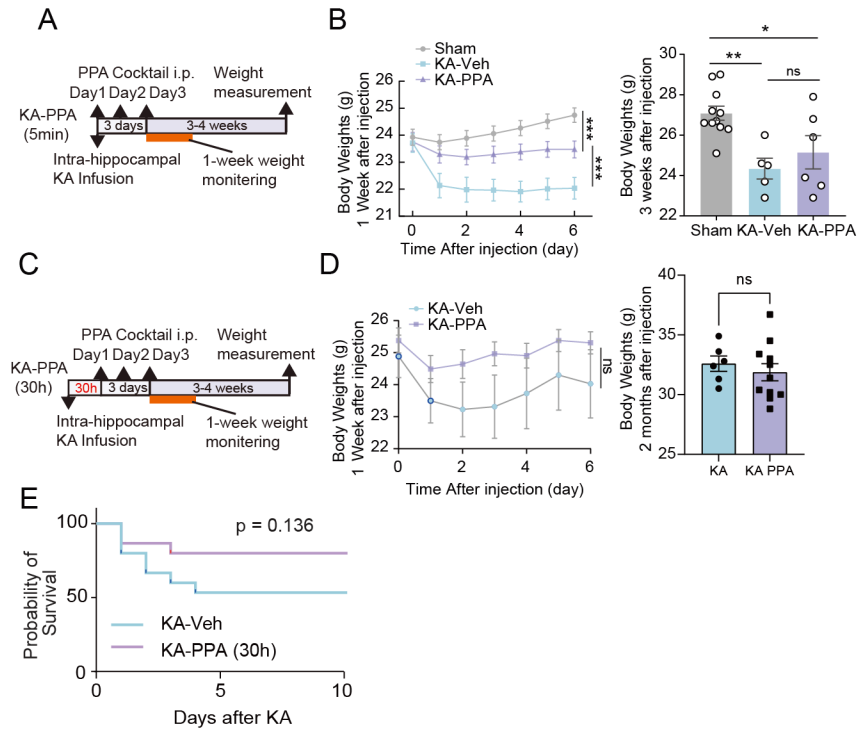 A
PPA Cocktail i.p.
Day1 Day2 Day3
Weight
measurement
KA-PPA
(5min)
3 days
3-4 weeks
Intra-hippocampal
KA Infusion
1-week weight
monitering
B
Sham
KA-Veh
KA-PPA
Body Weights (g)
1 Week after injection
26
25
24
23
22
21
0 2 4 6
Time After injection (day)
***
***
Body Weights (g)
3 weeks after injection
30
28
26
24
22
*
**
ns
Sham KA-Veh KA-PPA
C
PPA Cocktail i.p.
Day1 Day2 Day3
Weight
measurement
KA-PPA
(30h)
30h
3 days
3-4 weeks
Intra-hippocampal
KA Infusion
1-week weight
monitering
D
KA-Veh
KA-PPA
Body Weights (g)
1 Week after injection
26
25
24
23
22
0 2 4 6
Time After injection (day)
ns
Body Weights (g)
2 months after injection
40
35
30
25
ns
KA KA PPA
E
Probability of
Survival
100
50
0
p = 0.136
KA-Veh
KA-PPA (30h)
0 5 10
Days after KA